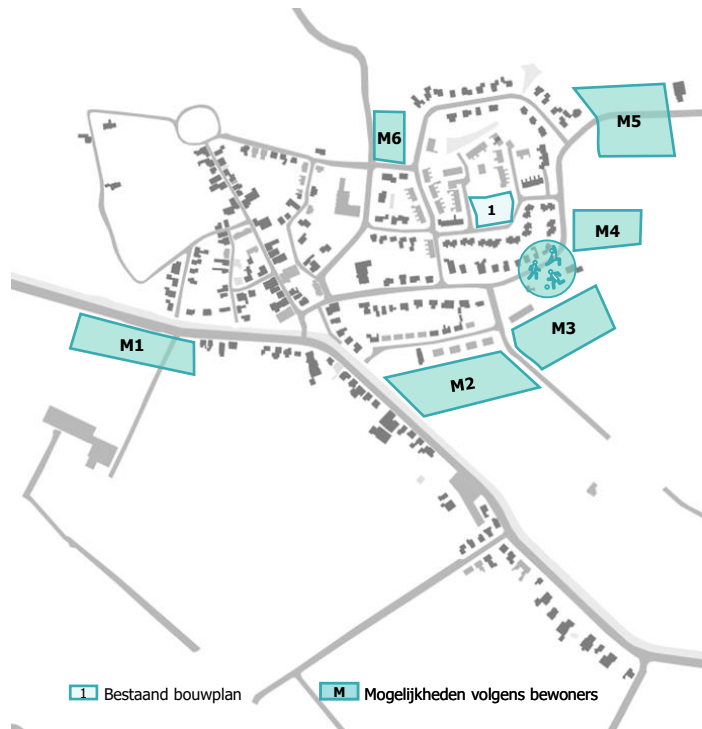 M5
M6
1
M4
M3
M1
M2
1 Bestaand bouwplan
M Mogelijkheden volgens bewoners